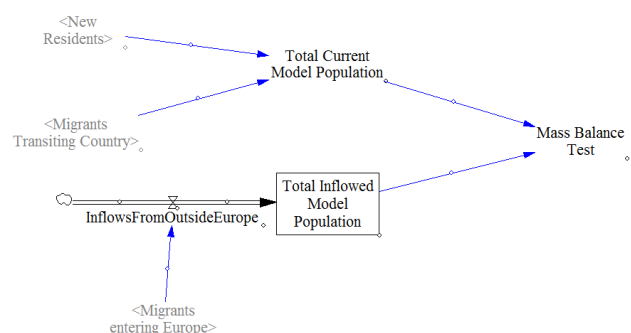 <New
Residents>
Total Current
Model Population
<Migrants
Transiting Country>
Mass Balance
Test
Total Inflowed
Model
Population
InflowsFromOutsideEurope
<Migrants
entering Europe>